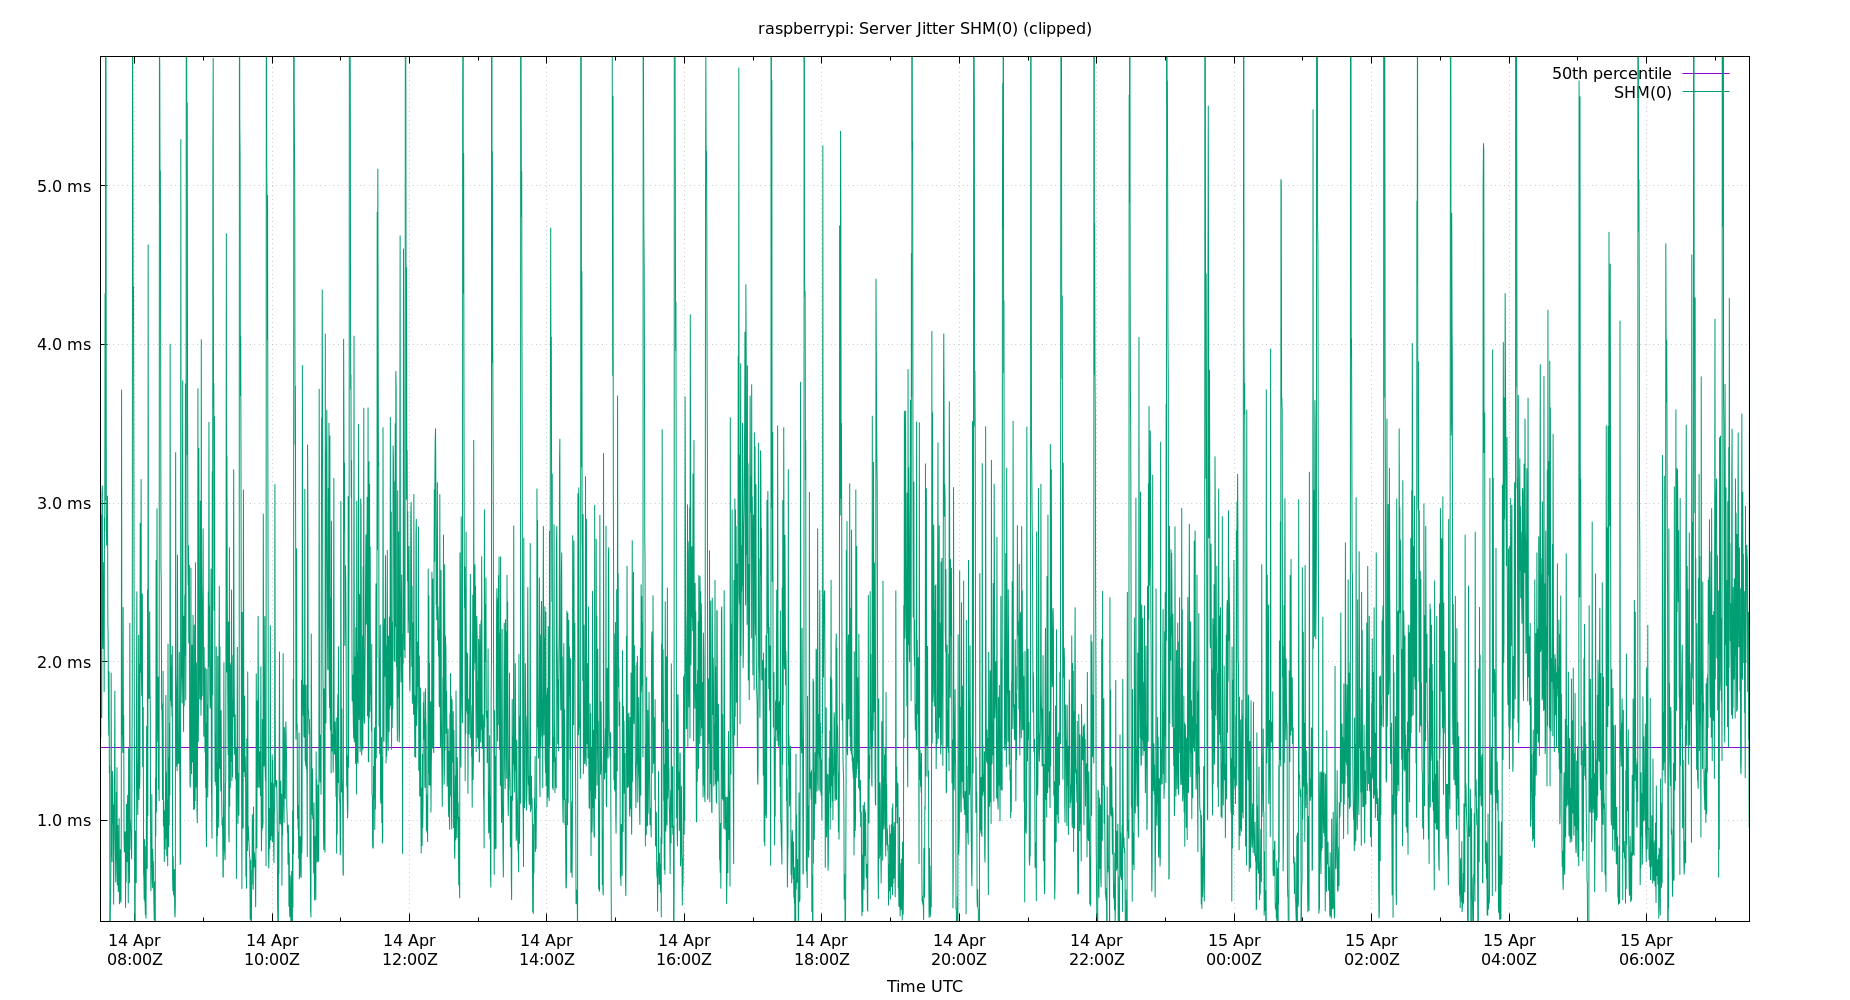 raspberrypi: Server Jitter SHM(0) (clipped)
50th percentile
SHM(0)
5.0 ms
4.0 ms
3.0 ms
2.0 ms
1.0 ms
14 Apr 14 Apr 14 Apr 14 Apr 14 Apr 14 Apr 14 Apr 14 Apr 15 Apr 15 Apr 15 Apr 15 Apr
08:00Z 10:00Z 12:00Z 14:00Z 16:00Z 18:00Z 20:00Z 22:00Z 00:00Z 02:00Z 04:00Z 06:00Z
Time UTC